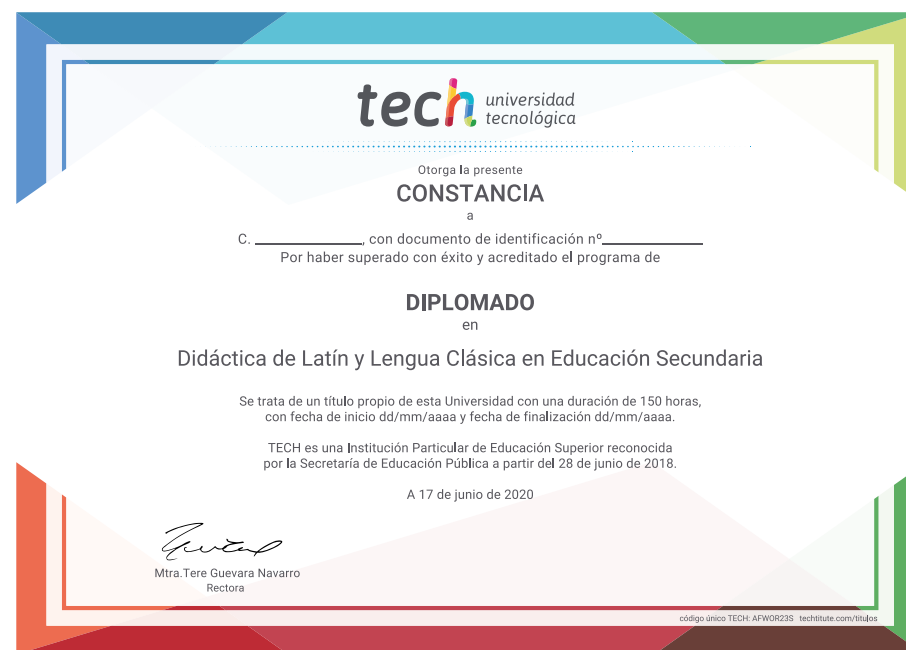 tech universidad
tecnológica
Otorga la presente
CONSTANCIA
a
C. ______________, con documento de identificación nº_____________
Por haber superado con éxito y acreditado el programa de
DIPLOMADO
en
Didáctica de Latín y Lengua Clásica en Educación Secundaria
Se trata de un título propio de esta Universidad con una duración de 150 horas,
con fecha de inicio dd/mm/aaaa y fecha de finalización dd/mm/aaaa.
TECH es una Institución Particular de Educación Superior reconocida
por la Secretaría de Educación Pública a partir del 28 de junio de 2018.
A 17 de junio de 2020
Mtra.Tere Guevara Navarro
Rectora
código único TECH: AFWOR23S techtitute.com/titulos